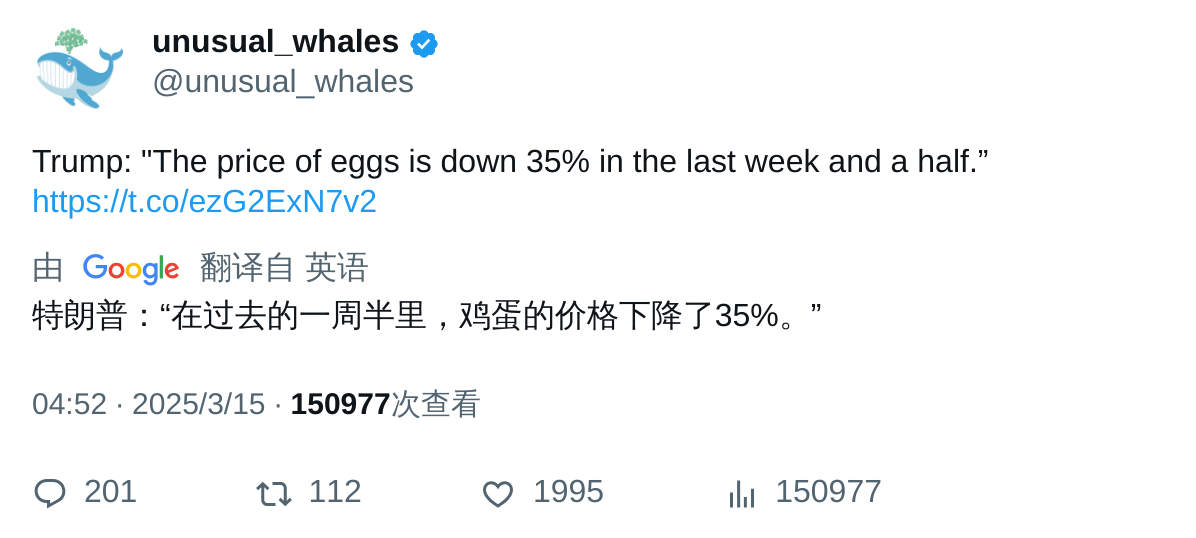 unusual_whales
@unusual_whales
Trump: "The price of eggs is down 35% in the last week and a half.”
https://t.co/ezG2ExN7v2
由 Google 翻译自 英语
特朗普：“在过去的一周半里，鸡蛋的价格下降了35%。”
04:52 · 2025/3/15 · 150977次查看
201 112 1995 150977